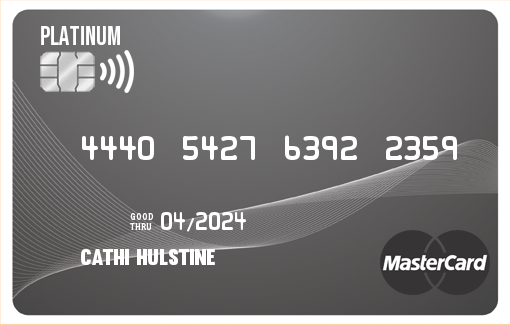 PLATINUM
4440 5427 6392 2359
GOOD THRU 04/2024
CATHI HULSTINE
MasterCard